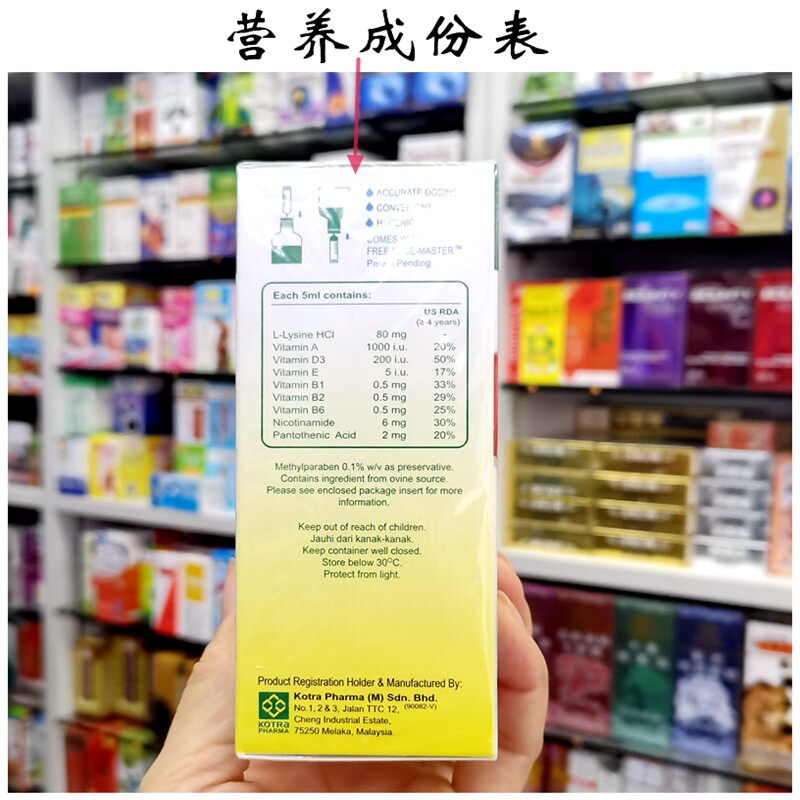 营养成份表
ACCURATE DOSING
CONVENIENT
HYGIENIC
COMES
FREE DOSE-MASTER™
Patent Pending
Each 5ml contains:
US RDA
(≥ 4 years)
L-Lysine HCl 80 mg -
Vitamin A 1000 i.u. 20%
Vitamin D3 200 i.u. 50%
Vitamin E 5 i.u. 17%
Vitamin B1 0.5 mg 33%
Vitamin B2 0.5 mg 29%
Vitamin B6 0.5 mg 25%
Nicotinamide 6 mg 30%
Pantothenic Acid 2 mg 20%
Methylparaben 0.1% w/v as preservative.
Contains ingredient from ovine source.
Please see enclosed package insert for more
information.
Keep out of reach of children.
Jauhi dari kanak-kanak.
Keep container well closed.
Store below 30°C.
Protect from light.
Product Registration Holder & Manufactured By:
Kotra Pharma (M) Sdn. Bhd.
No.1, 2 & 3, Jalan TTC 12, (90082-V)
Cheng Industrial Estate,
75250 Melaka, Malaysia.
KOTRA
PHARMA